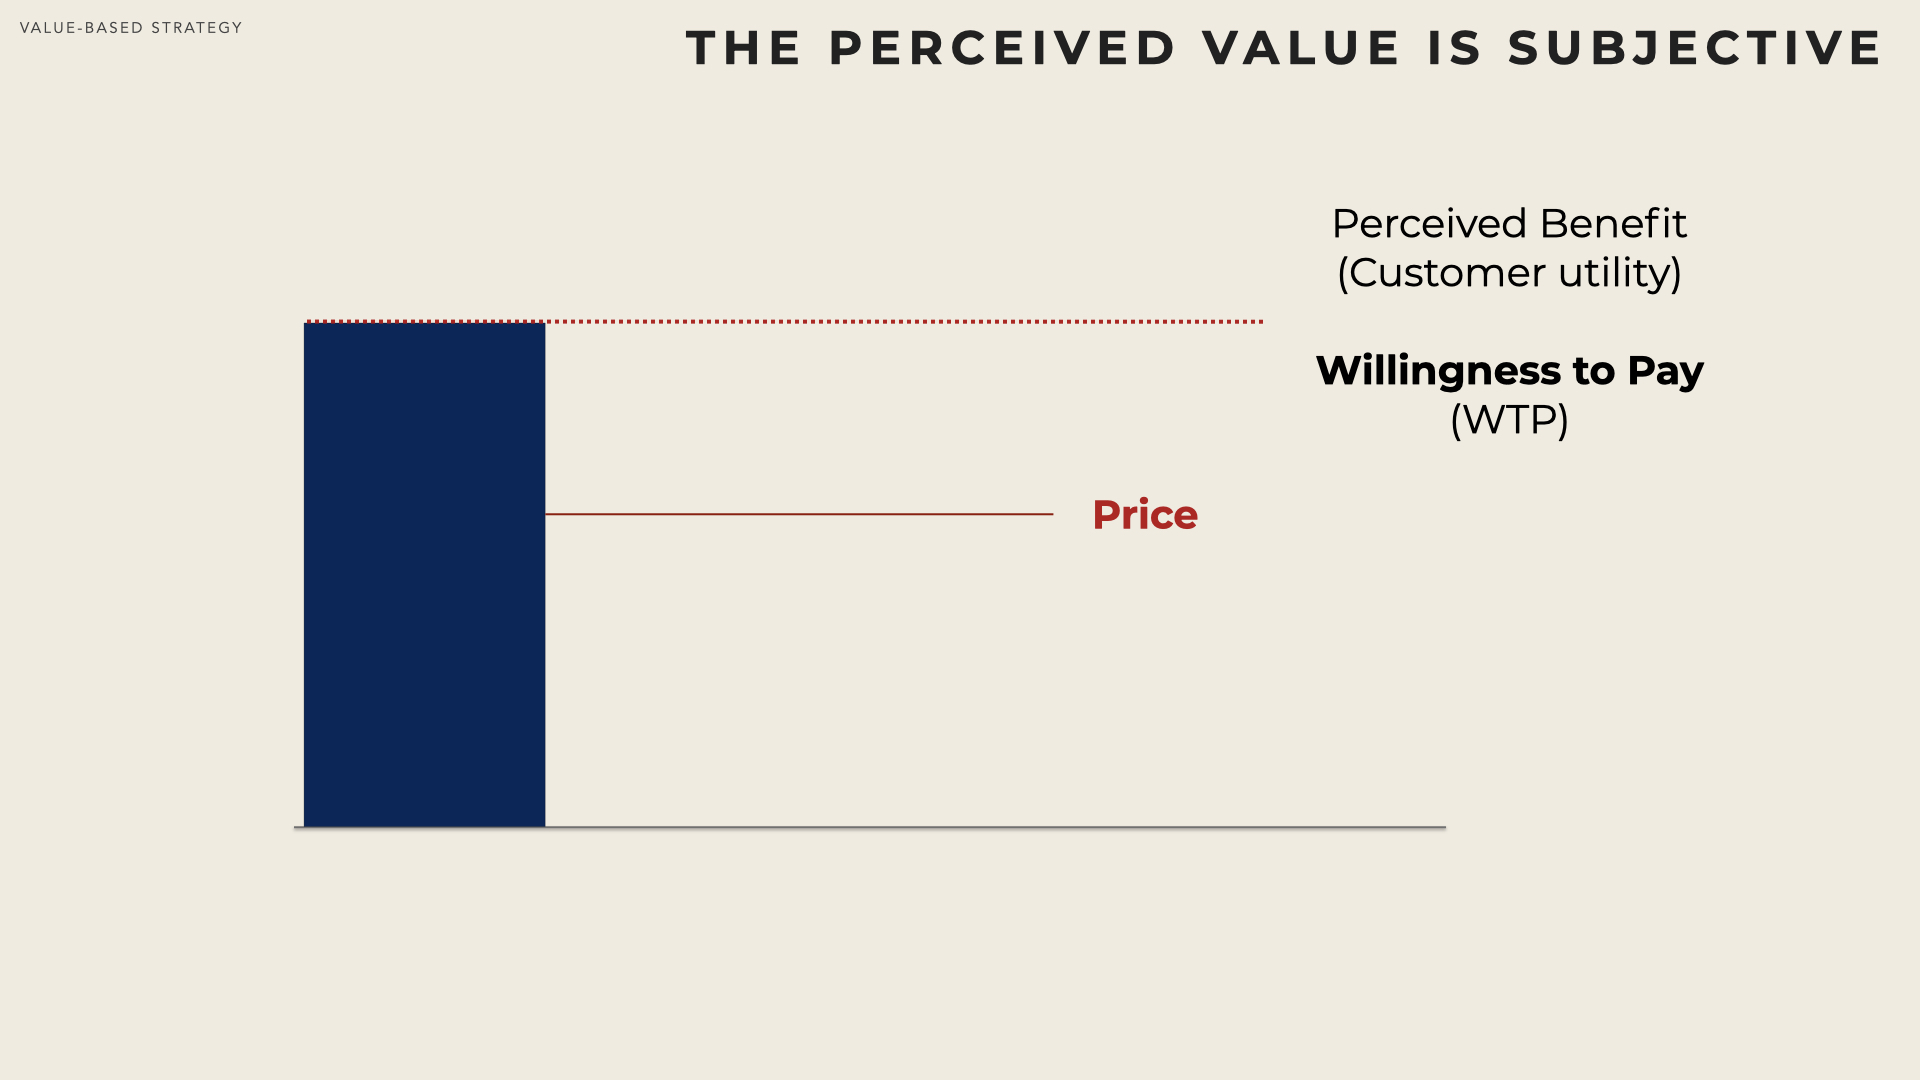 VALUE-BASED STRATEGY
THE PERCEIVED VALUE IS SUBJECTIVE
Perceived Benefit
(Customer utility)
Willingness to Pay
(WTP)
Price